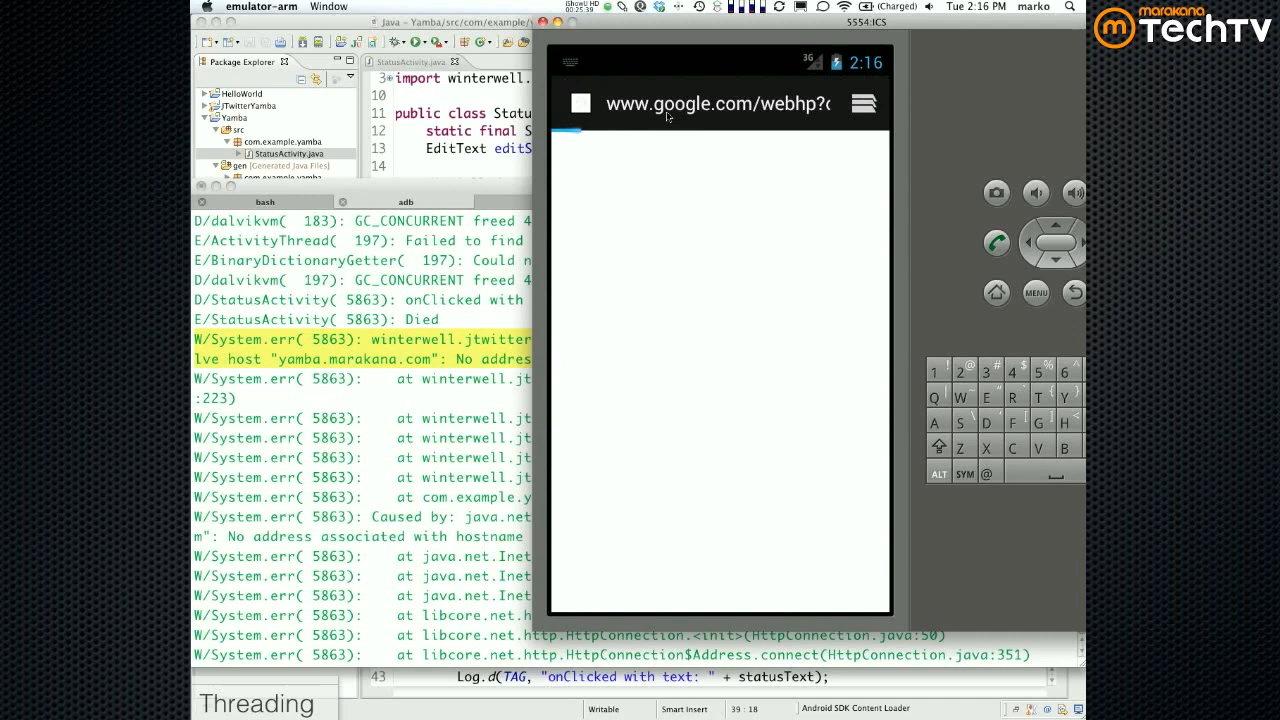 emulator-arm Window
iShowU HD
00:25:39
(Charged) Tue 2:16 PM marko
marakana
TechTV
Java - Yamba/src/com/example/y
5554:ICS
Package Explorer
StatusActivity.java
HelloWorld
JTwitterYamba
Yamba
src
com.example.yamba
StatusActivity.java
gen [Generated Java Files]
com.example.yamba
3 import winterwell.
10
11 public class Statu
12 static final S
13 EditText editS
14
3G 2:16
www.google.com/webhp?c
bash adb
D/dalvikvm( 183): GC_CONCURRENT freed 4
E/ActivityThread( 197): Failed to find
E/BinaryDictionaryGetter( 197): Could n
D/dalvikvm( 197): GC_CONCURRENT freed 4
D/StatusActivity( 5863): onClicked with
E/StatusActivity( 5863): Died
W/System.err( 5863): winterwell.jtwitter
lve host "yamba.marakana.com": No addres
W/System.err( 5863): at winterwell.jt
:223)
W/System.err( 5863): at winterwell.jt
W/System.err( 5863): at winterwell.jt
W/System.err( 5863): at winterwell.jt
W/System.err( 5863): at winterwell.jt
W/System.err( 5863): at com.example.y
W/System.err( 5863): Caused by: java.net
m": No address associated with hostname
W/System.err( 5863): at java.net.Inet
W/System.err( 5863): at java.net.Inet
W/System.err( 5863): at java.net.Inet
W/System.err( 5863): at libcore.net.h
W/System.err( 5863): at libcore.net.http.HttpConnection.<init>(HttpConnection.java:50)
W/System.err( 5863): at libcore.net.http.HttpConnection$Address.connect(HttpConnection.java:351)
MENU
1 ! 2 @ 3 # 4 $ 5 % 6 ^
Q W ~ E " R T { Y }
A S \ D ' F [ G ] H <
Z X C V B
ALT SYM @
43 Log.d(TAG, "onClicked with text: " + statusText);
Threading
Writable Smart Insert 39 : 18 Android SDK Content Loader